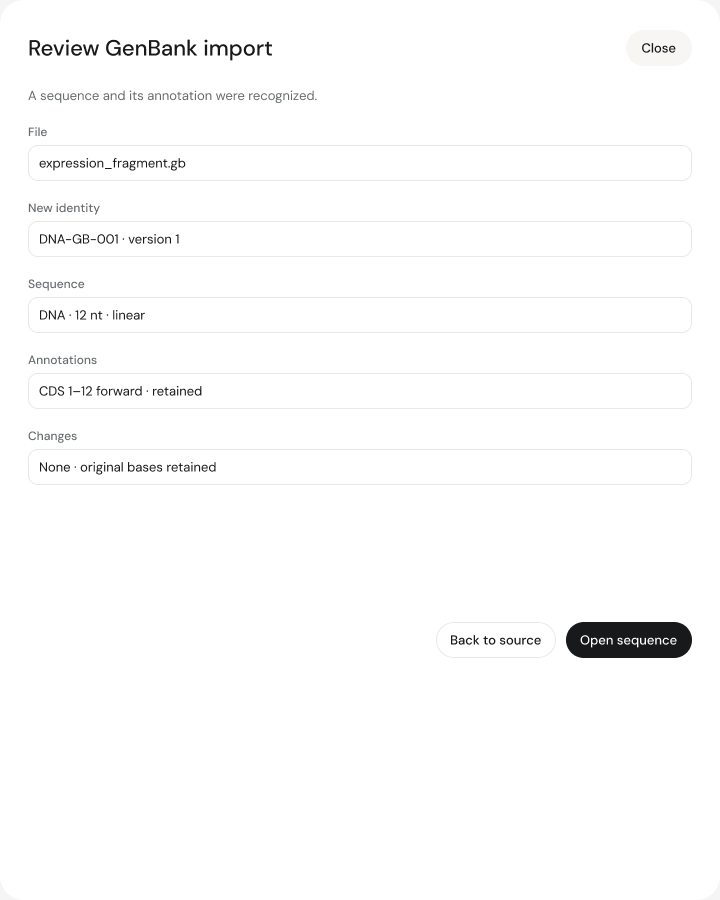 Review GenBank import
Close
A sequence and its annotation were recognized.
File
expression_fragment.gb
New identity
DNA-GB-001 · version 1
Sequence
DNA · 12 nt · linear
Annotations
CDS 1–12 forward · retained
Changes
None · original bases retained
Back to source
Open sequence